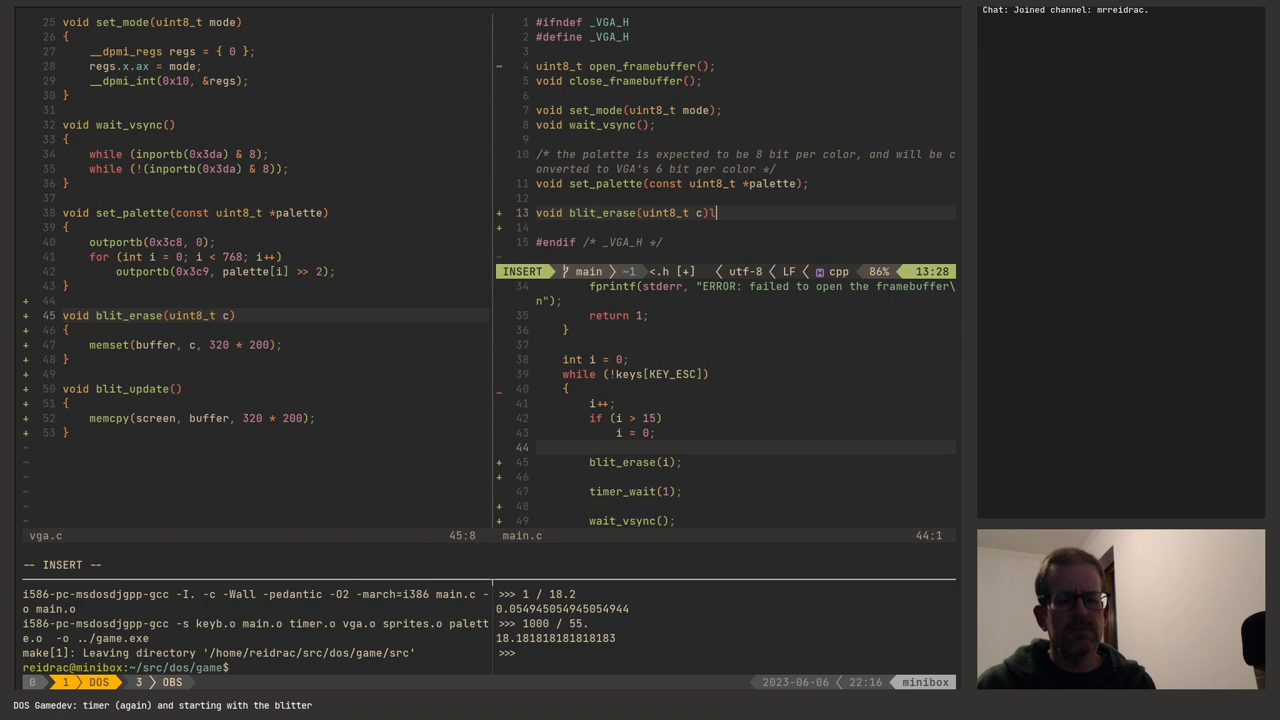 25 void set_mode(uint8_t mode)
26 {
27     __dpmi_regs regs = { 0 };
28     regs.x.ax = mode;
29     __dpmi_int(0x10, &regs);
30 }
31
32 void wait_vsync()
33 {
34     while (inportb(0x3da) & 8);
35     while (!(inportb(0x3da) & 8));
36 }
37
38 void set_palette(const uint8_t *palette)
39 {
40     outportb(0x3c8, 0);
41     for (int i = 0; i < 768; i++)
42         outportb(0x3c9, palette[i] >> 2);
43 }
+ 44
+ 45 void blit_erase(uint8_t c)
+ 46 {
+ 47     memset(buffer, c, 320 * 200);
+ 48 }
+ 49
+ 50 void blit_update()
+ 51 {
+ 52     memcpy(screen, buffer, 320 * 200);
+ 53 }
~
~
~
~
~
~
vga.c 45:8
1 #ifndef _VGA_H
2 #define _VGA_H
3
~ 4 uint8_t open_framebuffer();
5 void close_framebuffer();
6
7 void set_mode(uint8_t mode);
8 void wait_vsync();
9
10 /* the palette is expected to be 8 bit per color, and will be c
onverted to VGA's 6 bit per color */
11 void set_palette(const uint8_t *palette);
12
+ 13 void blit_erase(uint8_t c)l
+ 14
15 #endif /* _VGA_H */
~
INSERT main ~1 <.h [+] utf-8 LF cpp 86% 13:28
34         fprintf(stderr, "ERROR: failed to open the framebuffer\
n");
35         return 1;
36     }
37
38     int i = 0;
39     while (!keys[KEY_ESC])
_ 40     {
41         i++;
42         if (i > 15)
43             i = 0;
44
+ 45         blit_erase(i);
+ 46
47         timer_wait(1);
+ 48
+ 49         wait_vsync();
main.c 44:1
-- INSERT --
i586-pc-msdosdjgpp-gcc -I. -c -Wall -pedantic -O2 -march=i386 main.c -
o main.o
i586-pc-msdosdjgpp-gcc -s keyb.o main.o timer.o vga.o sprites.o palett
e.o  -o ../game.exe
make[1]: Leaving directory '/home/reidrac/src/dos/game/src'
reidrac@minibox:~/src/dos/game$
>>> 1 / 18.2
0.054945054945054944
>>> 1000 / 55.
18.181818181818183
>>>
0 1 DOS 3 OBS 2023-06-06 22:16 minibox
DOS Gamedev: timer (again) and starting with the blitter
Chat: Joined channel: mrreidrac.